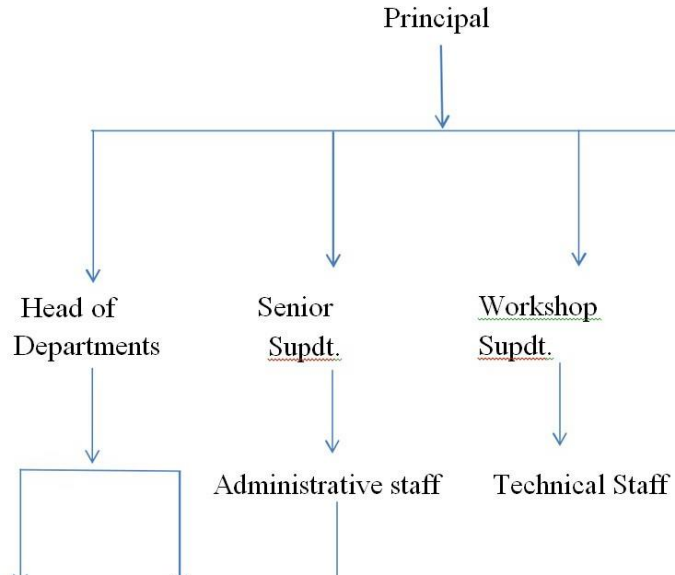 Principal
Head of
Departments
Senior
Supdt.
Workshop
Supdt.
Administrative staff
Technical Staff